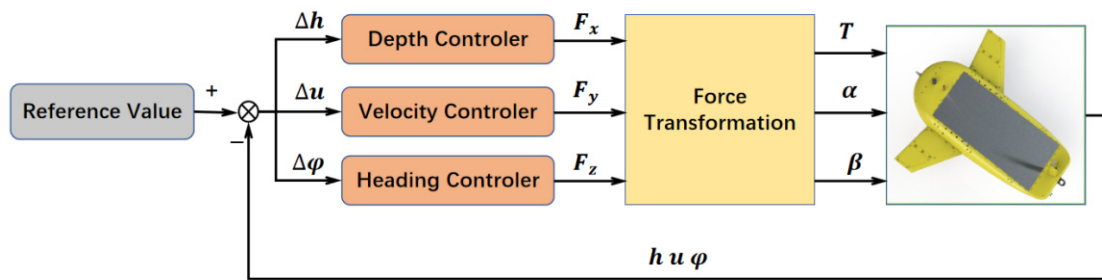 Reference Value
+
−
Δh
Depth Controler
F_x
Δu
Velocity Controler
F_y
Δφ
Heading Controler
F_z
Force
Transformation
T
α
β
h u φ